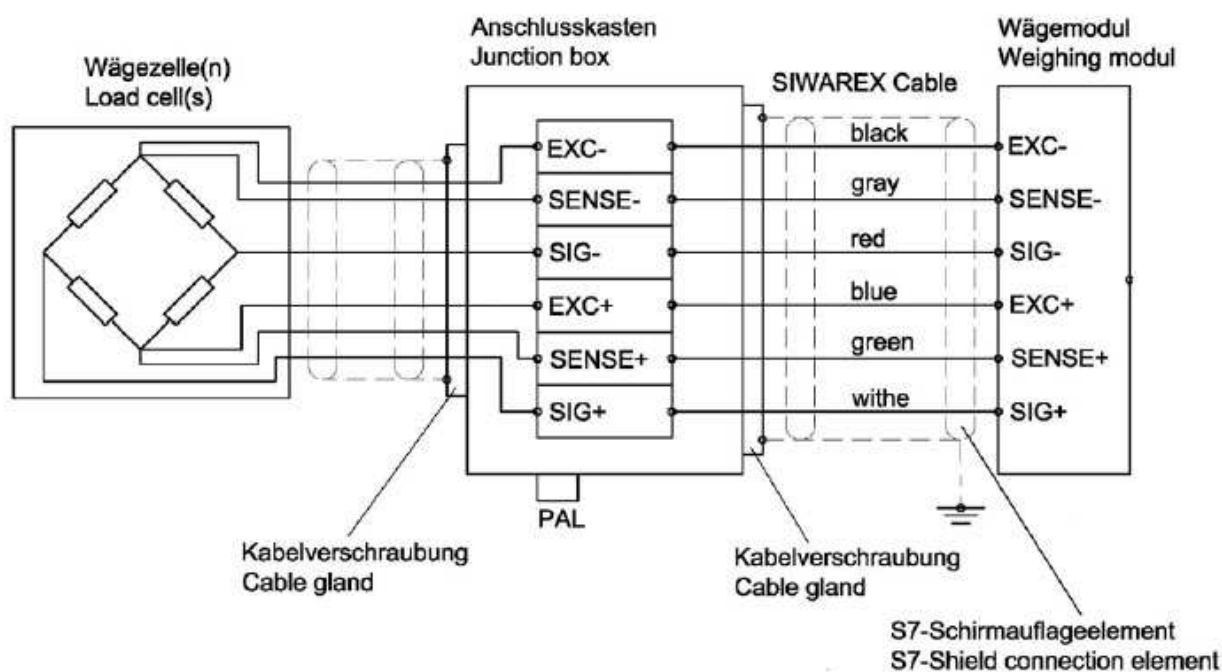 Wägezelle(n)
Load cell(s)
Anschlusskasten
Junction box
SIWAREX Cable
Wägemodul
Weighing modul
EXC-
SENSE-
SIG-
EXC+
SENSE+
SIG+
black
gray
red
blue
green
withe
EXC-
SENSE-
SIG-
EXC+
SENSE+
SIG+
PAL
Kabelverschraubung
Cable gland
Kabelverschraubung
Cable gland
S7-Schirmauflageelement
S7-Shield connection element